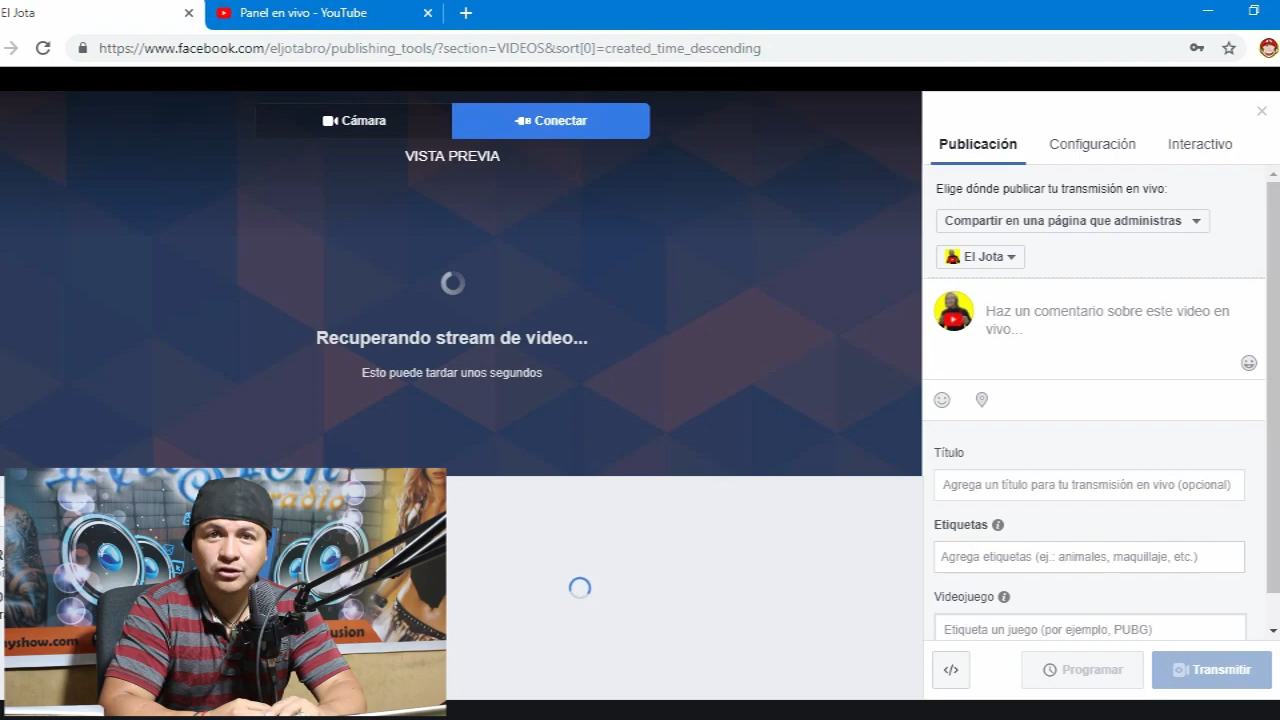 El Jota
Panel en vivo - YouTube
https://www.facebook.com/eljotabro/publishing_tools/?section=VIDEOS&sort[0]=created_time_descending
Cámara
Conectar
VISTA PREVIA
Recuperando stream de video...
Esto puede tardar unos segundos
Publicación
Configuración
Interactivo
Elige dónde publicar tu transmisión en vivo:
Compartir en una página que administras
El Jota
Haz un comentario sobre este video en
vivo...
Título
Agrega un título para tu transmisión en vivo (opcional)
Etiquetas
Agrega etiquetas (ej.: animales, maquillaje, etc.)
Videojuego
Etiqueta un juego (por ejemplo, PUBG)
</>
Programar
Transmitir
radio